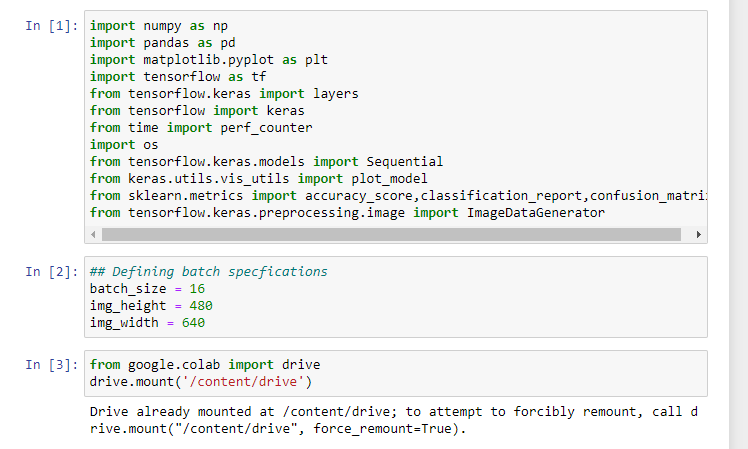 In [1]: import numpy as np
import pandas as pd
import matplotlib.pyplot as plt
import tensorflow as tf
from tensorflow.keras import layers
from tensorflow import keras
from time import perf_counter
import os
from tensorflow.keras.models import Sequential
from keras.utils.vis_utils import plot_model
from sklearn.metrics import accuracy_score,classification_report,confusion_matri
from tensorflow.keras.preprocessing.image import ImageDataGenerator
In [2]: ## Defining batch specfications
batch_size = 16
img_height = 480
img_width = 640
In [3]: from google.colab import drive
drive.mount('/content/drive')
Drive already mounted at /content/drive; to attempt to forcibly remount, call d
rive.mount("/content/drive", force_remount=True).